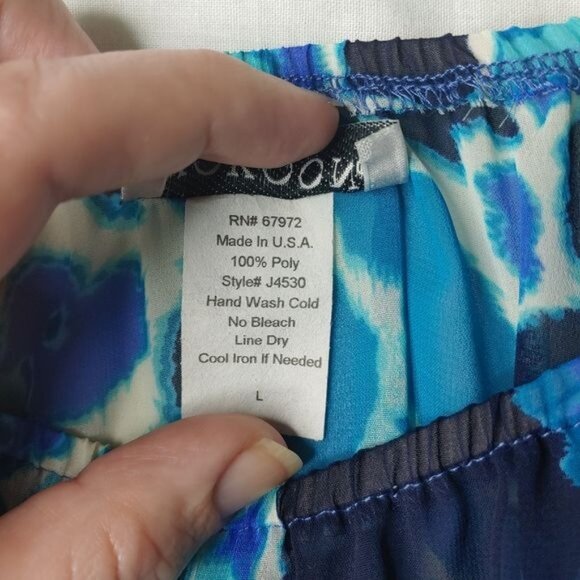 RN# 67972
Made In U.S.A.
100% Poly
Style# J4530
Hand Wash Cold
No Bleach
Line Dry
Cool Iron If Needed
L